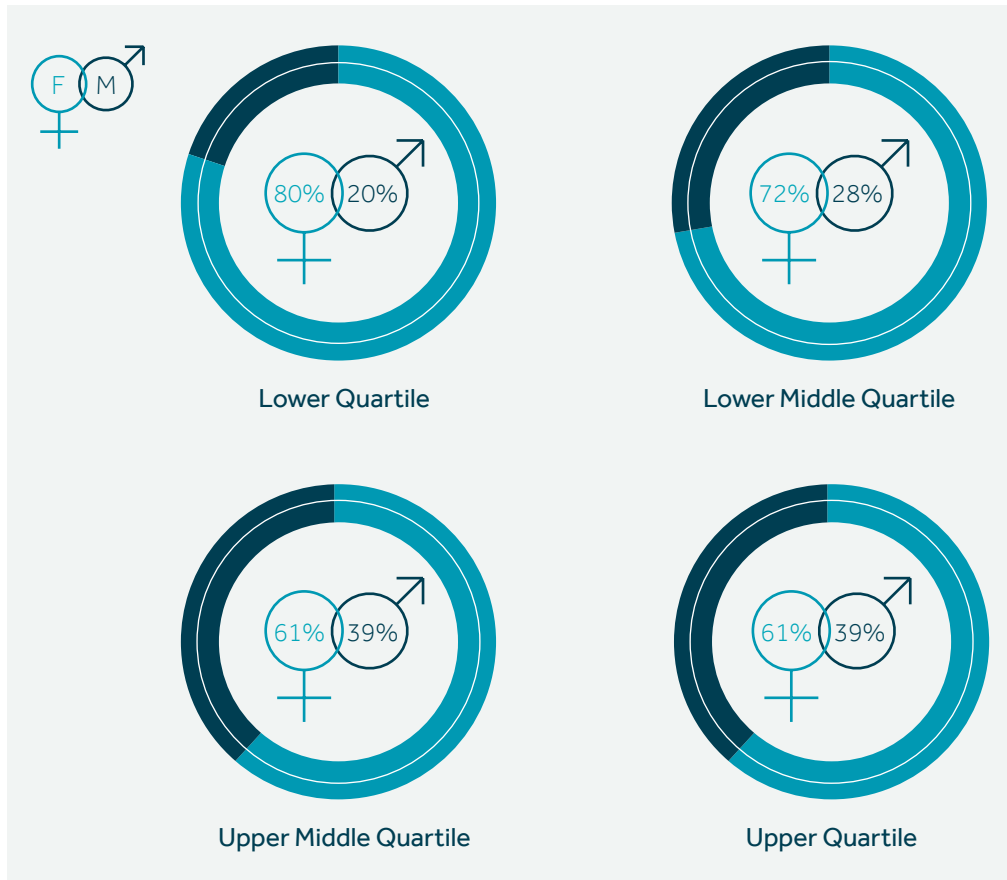 F M
80% 20%
Lower Quartile
72% 28%
Lower Middle Quartile
61% 39%
Upper Middle Quartile
61% 39%
Upper Quartile